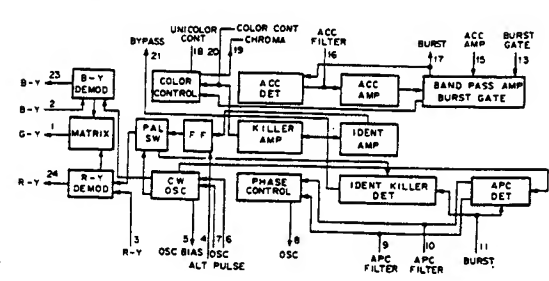 BYPASS
21
UNICOLOR
CONT
18 20
COLOR CONT
CHROMA
19
ACC
FILTER
16
BURST
17
ACC
AMP
15
BURST
GATE
13
B-Y 23
B-Y
DEMOD
COLOR
CONTROL
ACC
DET
ACC
AMP
BAND PASS AMP
BURST GATE
B-Y 2
G-Y 1
MATRIX
PAL
SW
F F
KILLER
AMP
IDENT
AMP
R-Y 24
R-Y
DEMOD
CW
OSC
PHASE
CONTROL
IDENT KILLER
DET
APC
DET
3
R-Y
5 4 7 6
OSC BIAS OSC
ALT PULSE
8
OSC
9
APC
FILTER
10
APC
FILTER
11
BURST